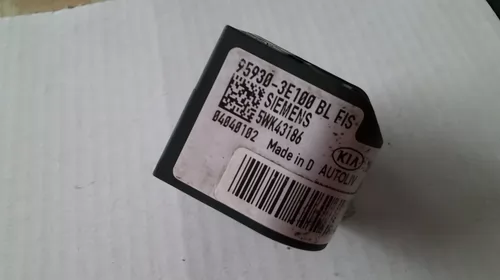 95930-3E100 BL FIS
SIEMENS
5WK43186
04040102
Made in D
KIA
AUTOLIV